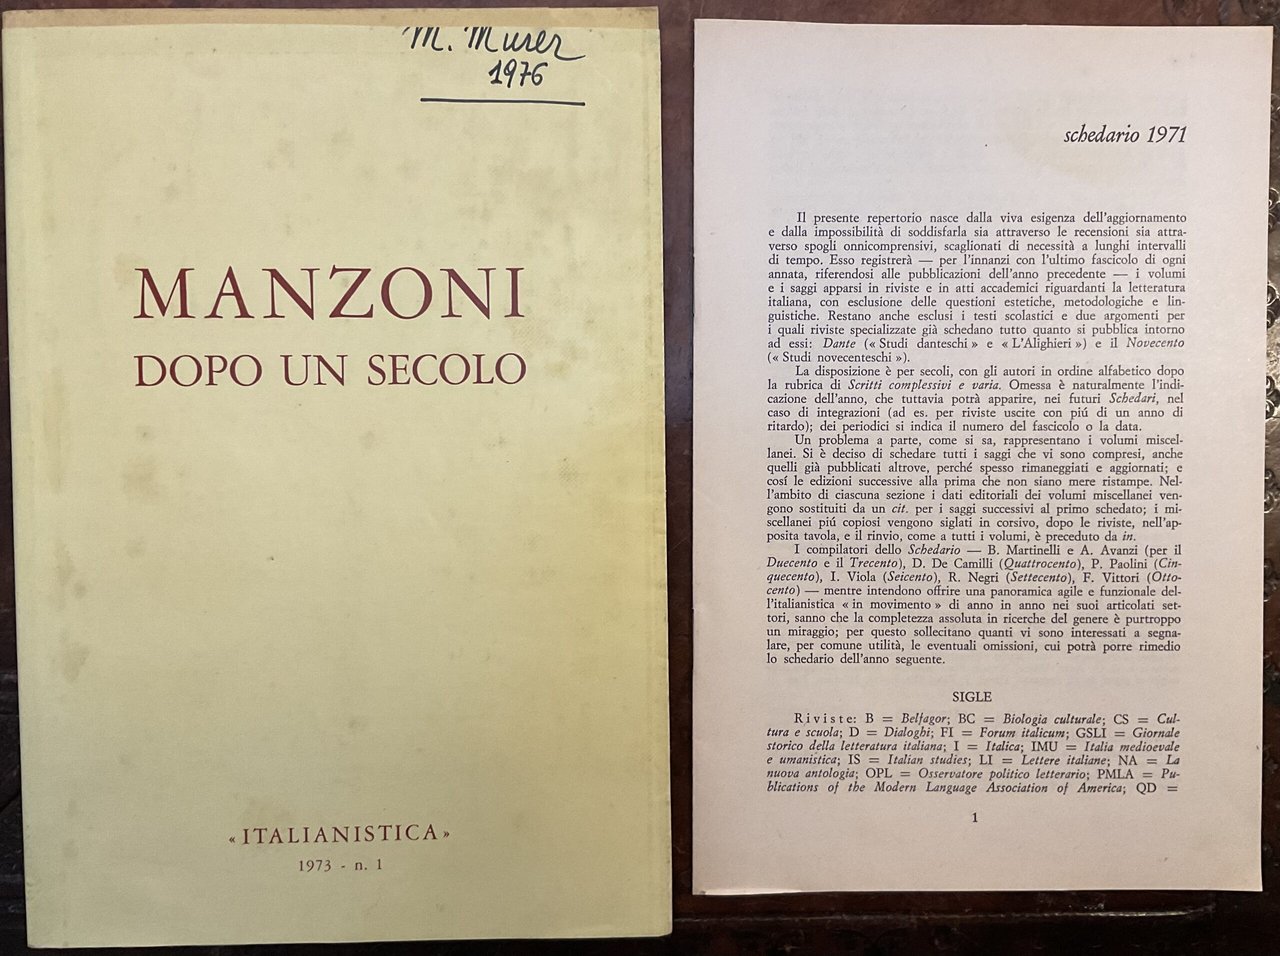 M. Murer
1976
MANZONI
DOPO UN SECOLO
« ITALIANISTICA »
1973 - n. 1
schedario 1971
Il presente repertorio nasce dalla viva esigenza dell'aggiornamento
e dalla impossibilità di soddisfarla sia attraverso le recensioni sia attra-
verso spogli onnicomprensivi, scaglionati di necessità a lunghi intervalli
di tempo. Esso registrerà — per l'innanzi con l'ultimo fascicolo di ogni
annata, riferendosi alle pubblicazioni dell'anno precedente — i volumi
e i saggi apparsi in riviste e in atti accademici riguardanti la letteratura
italiana, con esclusione delle questioni estetiche, metodologiche e lin-
guistiche. Restano anche esclusi i testi scolastici e due argomenti per
i quali riviste specializzate già schedano tutto quanto si pubblica intorno
ad essi: Dante (« Studi danteschi » e « L'Alighieri ») e il Novecento
(« Studi novecenteschi »).
La disposizione è per secoli, con gli autori in ordine alfabetico dopo
la rubrica di Scritti complessivi e varia. Omessa è naturalmente l'indi-
cazione dell'anno, che tuttavia potrà apparire, nei futuri Schedari, nel
caso di integrazioni (ad es. per riviste uscite con piú di un anno di
ritardo); dei periodici si indica il numero del fascicolo o la data.
Un problema a parte, come si sa, rappresentano i volumi miscel-
lanei. Si è deciso di schedare tutti i saggi che vi sono compresi, anche
quelli già pubblicati altrove, perché spesso rimaneggiati e aggiornati; e
cosí le edizioni successive alla prima che non siano mere ristampe. Nel-
l'ambito di ciascuna sezione i dati editoriali dei volumi miscellanei ven-
gono sostituiti da un cit. per i saggi successivi al primo schedato; i mi-
scellanei piú copiosi vengono siglati in corsivo, dopo le riviste, nell'ap-
posita tavola, e il rinvio, come a tutti i volumi, è preceduto da in.
I compilatori dello Schedario — B. Martinelli e A. Avanzi (per il
Duecento e il Trecento), D. De Camilli (Quattrocento), P. Paolini (Cin-
quecento), I. Viola (Seicento), R. Negri (Settecento), F. Vittori (Otto-
cento) — mentre intendono offrire una panoramica agile e funzionale del-
l'italianistica « in movimento » di anno in anno nei suoi articolati set-
tori, sanno che la completezza assoluta in ricerche del genere è purtroppo
un miraggio; per questo sollecitano quanti vi sono interessati a segna-
lare, per comune utilità, le eventuali omissioni, cui potrà porre rimedio
lo schedario dell'anno seguente.
SIGLE
Riviste: B = Belfagor; BC = Biologia culturale; CS = Cul-
tura e scuola; D = Dialoghi; FI = Forum italicum; GSLI = Giornale
storico della letteratura italiana; I = Italica; IMU = Italia medioevale
e umanistica; IS = Italian studies; LI = Lettere italiane; NA = La
nuova antologia; OPL = Osservatore politico letterario; PMLA = Pu-
blications of the Modern Language Association of America; QD =
1